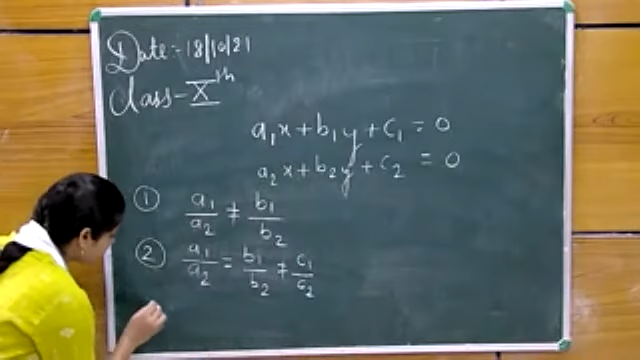 Date:- 18/10/21
Class - Xth
a₁x + b₁y + c₁ = 0
a₂x + b₂y + c₂ = 0
① a₁/a₂ ≠ b₁/b₂
② a₁/a₂ = b₁/b₂ ≠ c₁/c₂